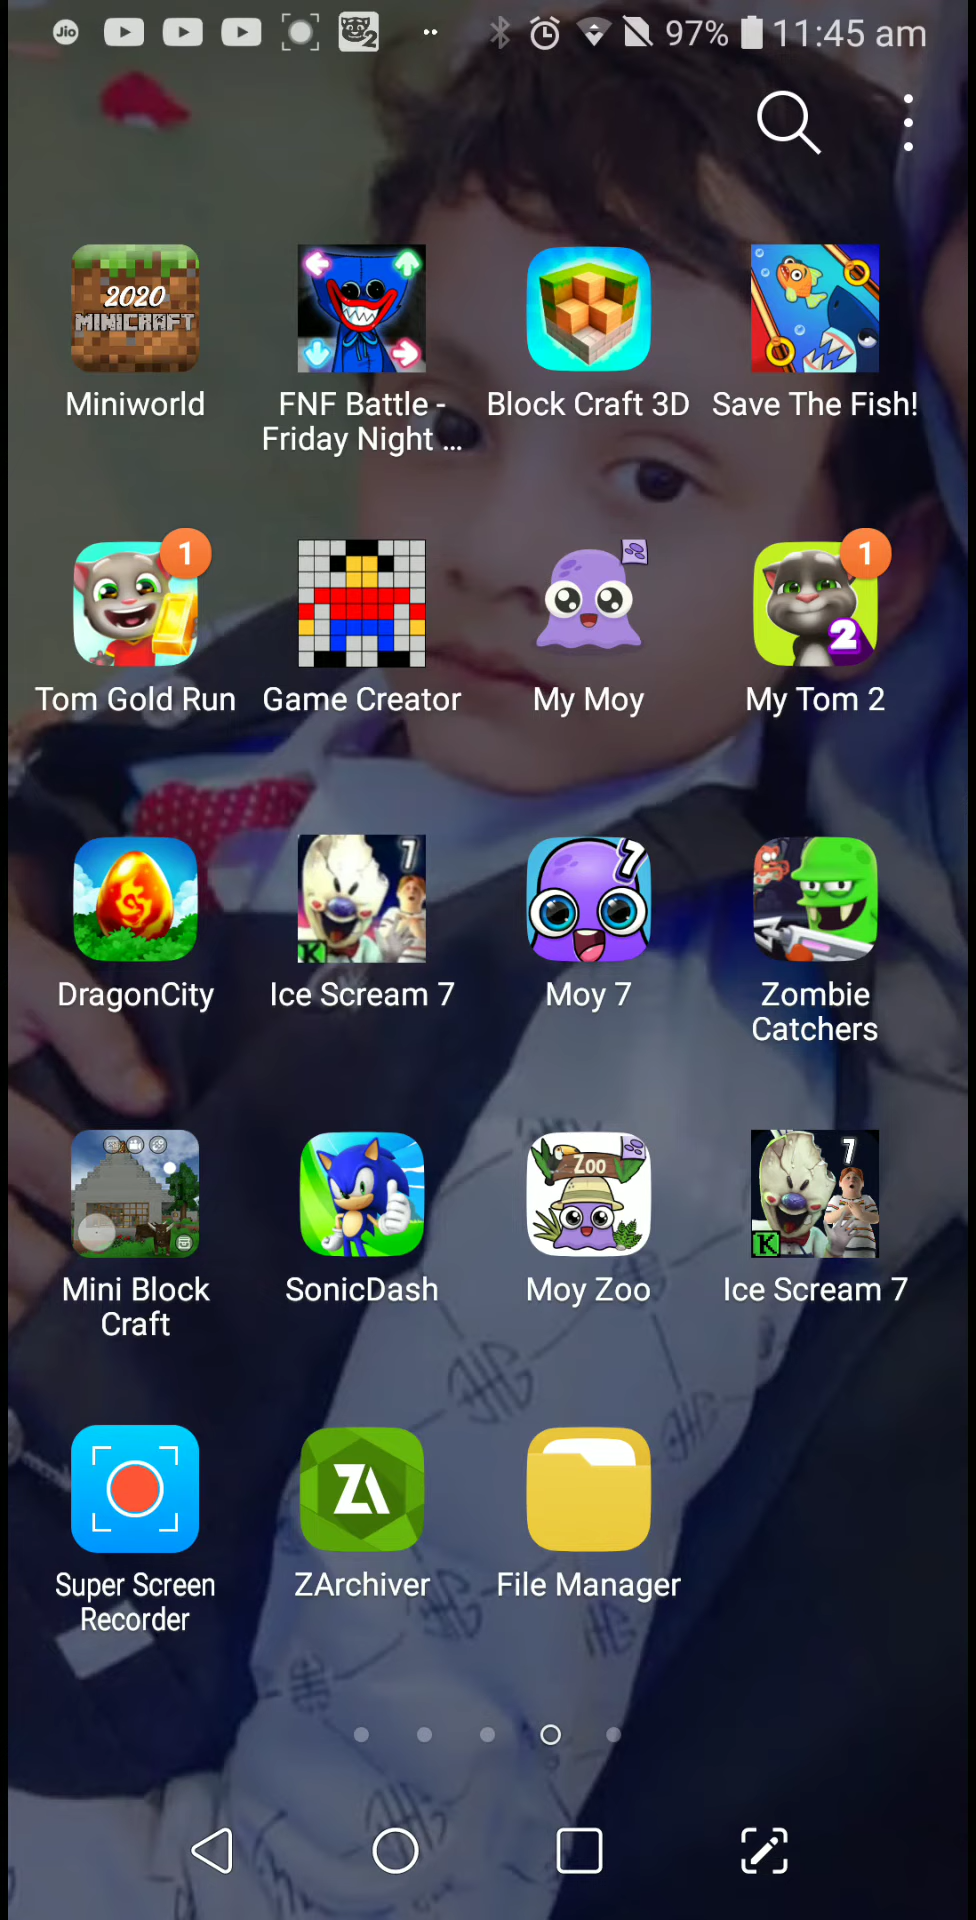 Jio
2
97%
11:45 am
2020
MINICRAFT
Miniworld
FNF Battle -
Friday Night ...
Block Craft 3D
Save The Fish!
1
Tom Gold Run
Game Creator
My Moy
1
2
My Tom 2
DragonCity
7
K
Ice Scream 7
7
Moy 7
Zombie
Catchers
Mini Block
Craft
SonicDash
ZOO
Moy Zoo
7
K
Ice Scream 7
Super Screen
Recorder
ZA
ZArchiver
File Manager